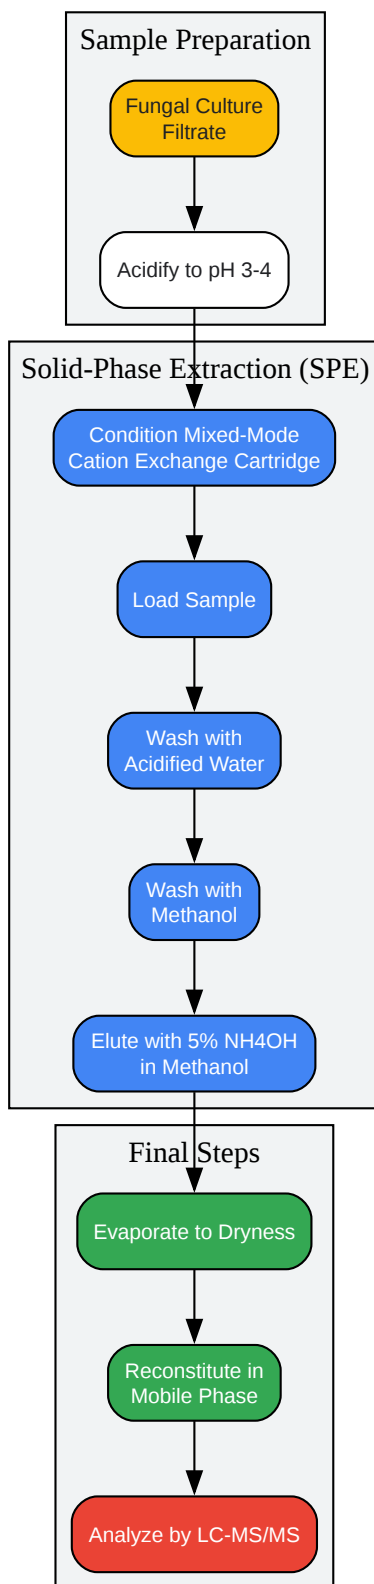 Sample Preparation
Fungal Culture
Filtrate
Acidify to pH 3-4
Solid-Phase Extraction (SPE)
Condition Mixed-Mode
Cation Exchange Cartridge
Load Sample
Wash with
Acidified Water
Wash with
Methanol
Elute with 5% NH4OH
in Methanol
Final Steps
Evaporate to Dryness
Reconstitute in
Mobile Phase
Analyze by LC-MS/MS